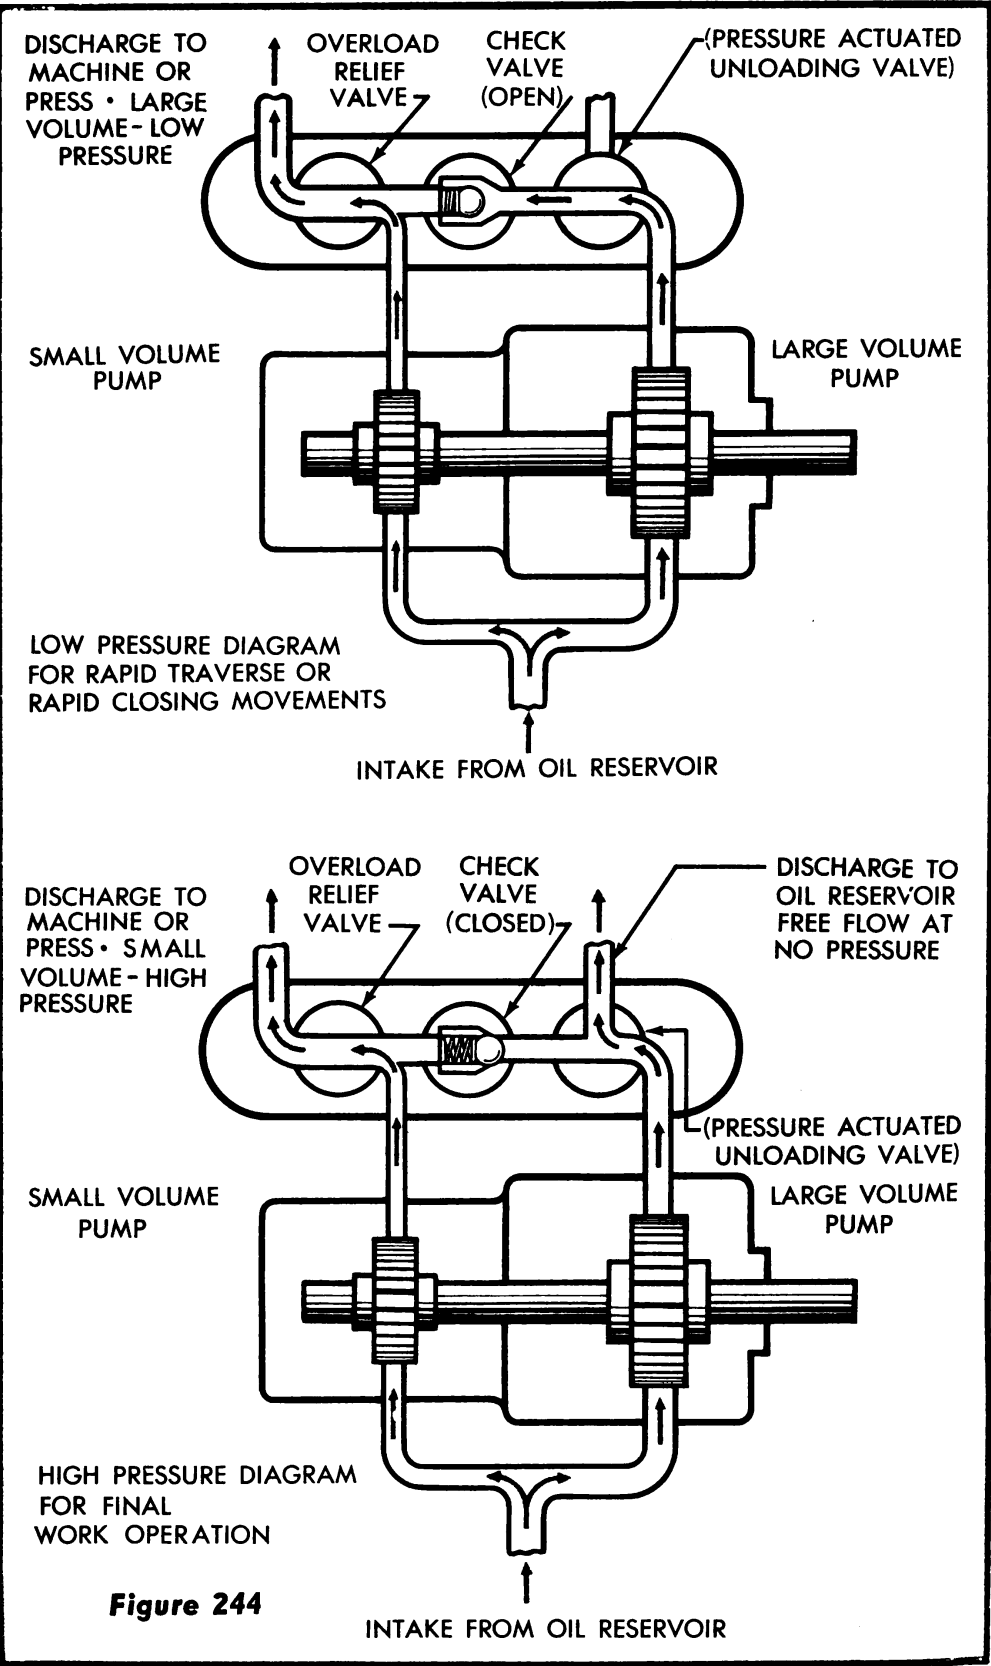 DISCHARGE TO
MACHINE OR
PRESS • LARGE
VOLUME - LOW
PRESSURE
OVERLOAD
RELIEF
VALVE
CHECK
VALVE
(OPEN)
(PRESSURE ACTUATED
UNLOADING VALVE)
SMALL VOLUME
PUMP
LARGE VOLUME
PUMP
LOW PRESSURE DIAGRAM
FOR RAPID TRAVERSE OR
RAPID CLOSING MOVEMENTS
INTAKE FROM OIL RESERVOIR
DISCHARGE TO
MACHINE OR
PRESS • SMALL
VOLUME - HIGH
PRESSURE
OVERLOAD
RELIEF
VALVE
CHECK
VALVE
(CLOSED)
DISCHARGE TO
OIL RESERVOIR
FREE FLOW AT
NO PRESSURE
(PRESSURE ACTUATED
UNLOADING VALVE)
SMALL VOLUME
PUMP
LARGE VOLUME
PUMP
HIGH PRESSURE DIAGRAM
FOR FINAL
WORK OPERATION
Figure 244
INTAKE FROM OIL RESERVOIR